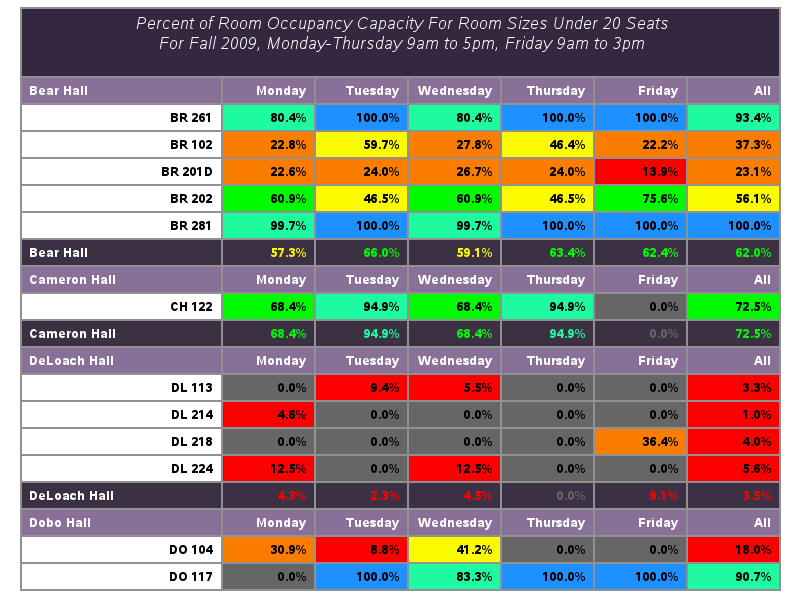 Percent of Room Occupancy Capacity For Room Sizes Under 20 Seats
For Fall 2009, Monday-Thursday 9am to 5pm, Friday 9am to 3pm
Bear Hall Monday Tuesday Wednesday Thursday Friday All
BR 261 80.4% 100.0% 80.4% 100.0% 100.0% 93.4%
BR 102 22.8% 59.7% 27.8% 46.4% 22.2% 37.3%
BR 201D 22.6% 24.0% 26.7% 24.0% 13.9% 23.1%
BR 202 60.9% 46.5% 60.9% 46.5% 75.6% 56.1%
BR 281 99.7% 100.0% 99.7% 100.0% 100.0% 100.0%
Bear Hall 57.3% 66.0% 59.1% 63.4% 62.4% 62.0%
Cameron Hall Monday Tuesday Wednesday Thursday Friday All
CH 122 68.4% 94.9% 68.4% 94.9% 0.0% 72.5%
Cameron Hall 68.4% 94.9% 68.4% 94.9% 0.0% 72.5%
DeLoach Hall Monday Tuesday Wednesday Thursday Friday All
DL 113 0.0% 9.4% 5.5% 0.0% 0.0% 3.3%
DL 214 4.6% 0.0% 0.0% 0.0% 0.0% 1.0%
DL 218 0.0% 0.0% 0.0% 0.0% 36.4% 4.0%
DL 224 12.5% 0.0% 12.5% 0.0% 0.0% 5.6%
DeLoach Hall 4.3% 2.3% 4.5% 0.0% 9.1% 3.5%
Dobo Hall Monday Tuesday Wednesday Thursday Friday All
DO 104 30.9% 8.8% 41.2% 0.0% 0.0% 18.0%
DO 117 0.0% 100.0% 83.3% 100.0% 100.0% 90.7%